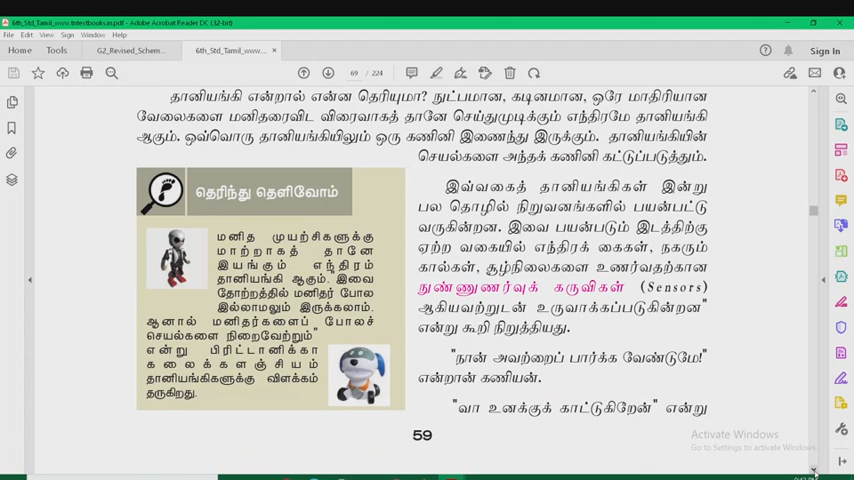 6th_Std_Tamil_www.tntextbooks.in.pdf - Adobe Acrobat Reader DC (32-bit)
File Edit View Sign Window Help
Home Tools G2_Revised_Schem... 6th_Std_Tamil_www... × Sign In
69 / 224
தானியங்கி என்றால் என்ன தெரியுமா? நுட்பமான, கடினமான, ஒரே மாதிரியான
வேலைகளை மனிதரைவிட விரைவாகத் தானே செய்துமுடிக்கும் எந்திரமே தானியங்கி
ஆகும். ஒவ்வொரு தானியங்கியிலும் ஒரு கணினி இணைந்து இருக்கும். தானியங்கியின்
செயல்களை அந்தக் கணினி கட்டுப்படுத்தும்.
தெரிந்து தெளிவோம்
மனித முயற்சிகளுக்கு
மாற்றாகத் தானே
இயங்கும் எந்திரம்
தானியங்கி ஆகும். "இவை
தோற்றத்தில் மனிதர் போல
இல்லாமலும் இருக்கலாம்.
ஆனால் மனிதர்களைப் போலச்
செயல்களை நிறைவேற்றும்"
என்று பிரிட்டானிக்கா
கலைக்களஞ்சியம்
தானியங்கிகளுக்கு விளக்கம்
தருகிறது.
இவ்வகைத் தானியங்கிகள் இன்று
பல தொழில் நிறுவனங்களில் பயன்பட்டு
வருகின்றன. இவை பயன்படும் இடத்திற்கு
ஏற்ற வகையில் எந்திரக் கைகள், நகரும்
கால்கள், சூழ்நிலைகளை உணர்வதற்கான
நுண்ணுணர்வுக் கருவிகள் (Sensors)
ஆகியவற்றுடன் உருவாக்கப்படுகின்றன"
என்று கூறி நிறுத்தியது.
"நான் அவற்றைப் பார்க்க வேண்டுமே!"
என்றான் கணியன்.
"வா உனக்குக் காட்டுகிறேன்" என்று
59
Activate Windows
Go to Settings to activate Windows.